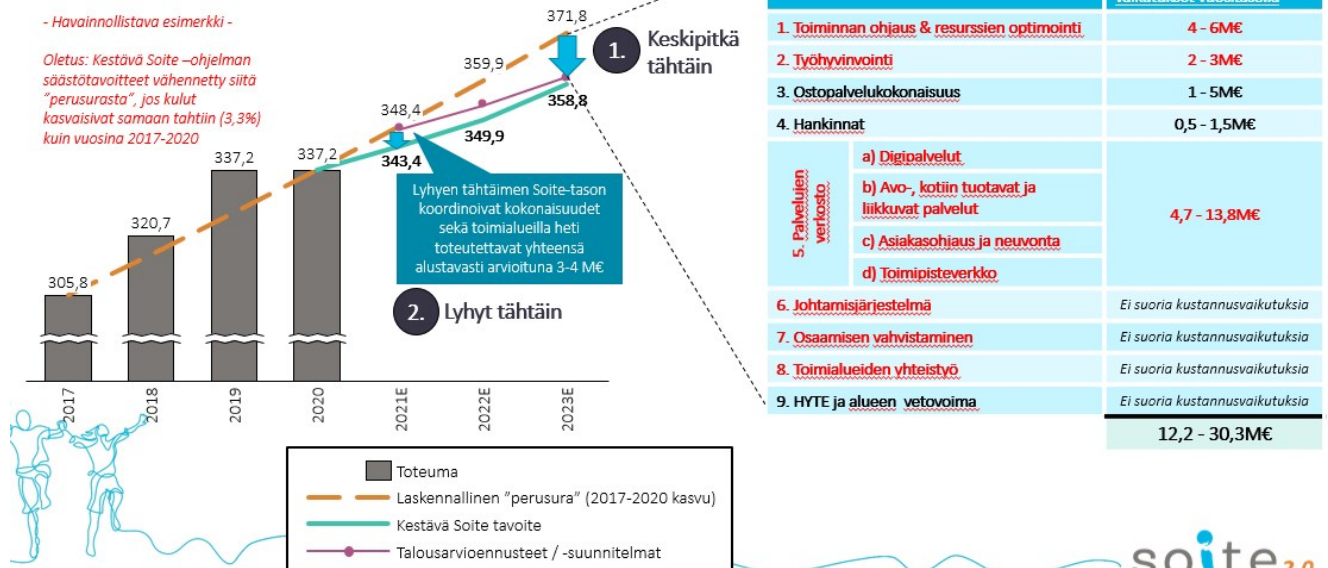 - Havainnollistava esimerkki -
Oletus: Kestävä Soite –ohjelman
säästötavoitteet vähennetty siitä
”perusurasta”, jos kulut
kasvaisivat samaan tahtiin (3,3%)
kuin vuosina 2017-2020
305,8
320,7
337,2
337,2
348,4
359,9
371,8
343,4
349,9
358,8
1.
Keskipitkä
tähtäin
Lyhyen tähtäimen Soite-tason
koordinoivat kokonaisuudet
sekä toimialueilla heti
toteutettavat yhteensä
alustavasti arvioituna 3-4 M€
2.
Lyhyt tähtäin
2017
2018
2019
2020
2021E
2022E
2023E
Toteuma
Laskennallinen ”perusura” (2017-2020 kasvu)
Kestävä Soite tavoite
Talousarvioennusteet / -suunnitelmat
1. Toiminnan ohjaus & resurssien optimointi
4 - 6M€
2. Työhyvinvointi
2 - 3M€
3. Ostopalvelukokonaisuus
1 - 5M€
4. Hankinnat
0,5 - 1,5M€
5. Palvelujen
verkosto
a) Digipalvelut
b) Avo-, kotiin tuotavat ja
liikkuvat palvelut
c) Asiakasohjaus ja neuvonta
d) Toimipisteverkko
4,7 - 13,8M€
6. Johtamisjärjestelmä
Ei suoria kustannusvaikutuksia
7. Osaamisen vahvistaminen
Ei suoria kustannusvaikutuksia
8. Toimialueiden yhteistyö
Ei suoria kustannusvaikutuksia
9. HYTE ja alueen vetovoima
Ei suoria kustannusvaikutuksia
12,2 - 30,3M€
soite 2.0